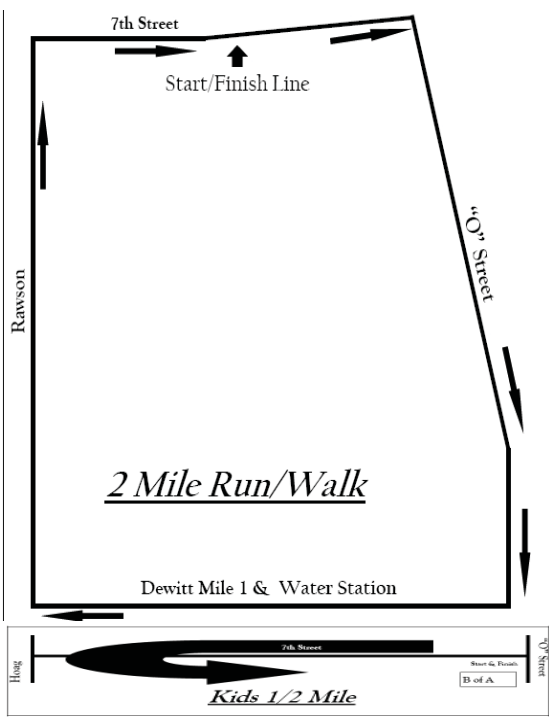 7th Street
Start/Finish Line
"O" Street
Rawson
2 Mile Run/Walk
Dewitt Mile 1 & Water Station
7th Street
Hoag
Start & Finish
"O" Street
B of A
Kids 1/2 Mile